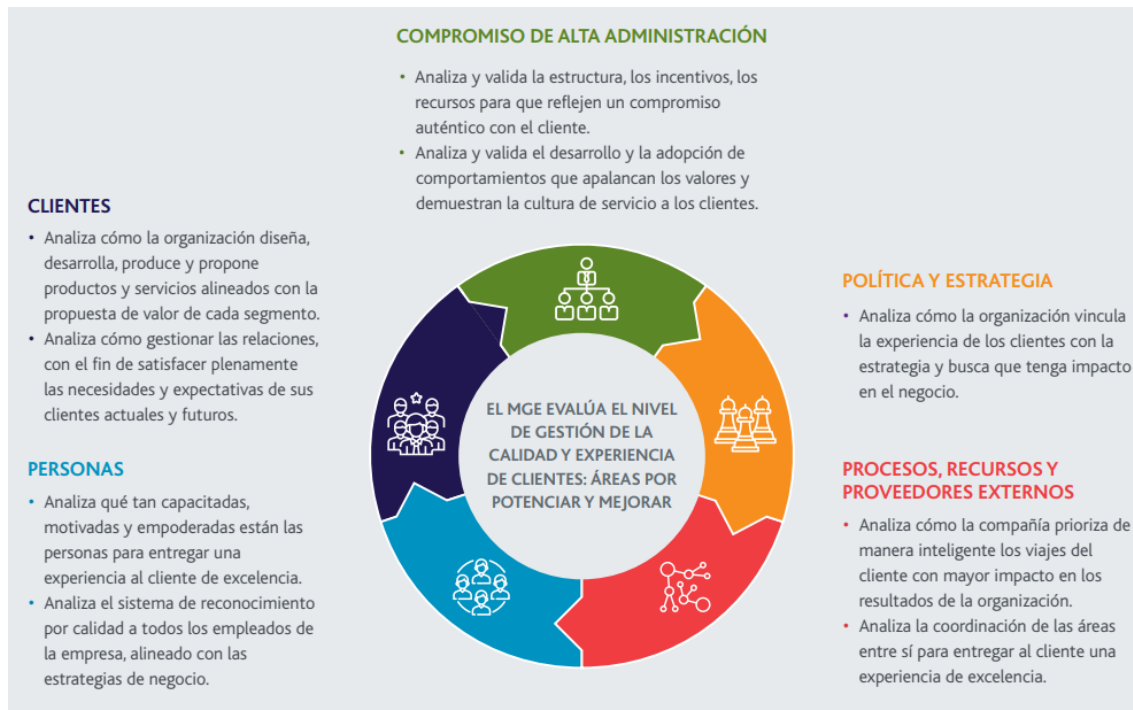 COMPROMISO DE ALTA ADMINISTRACIÓN
• Analiza y valida la estructura, los incentivos, los
recursos para que reflejen un compromiso
auténtico con el cliente.
• Analiza y valida el desarrollo y la adopción de
comportamientos que apalancan los valores y
demuestran la cultura de servicio a los clientes.
CLIENTES
• Analiza cómo la organización diseña,
desarrolla, produce y propone
productos y servicios alineados con la
propuesta de valor de cada segmento.
• Analiza cómo gestionar las relaciones,
con el fin de satisfacer plenamente
las necesidades y expectativas de sus
clientes actuales y futuros.
PERSONAS
• Analiza qué tan capacitadas,
motivadas y empoderadas están las
personas para entregar una
experiencia al cliente de excelencia.
• Analiza el sistema de reconocimiento
por calidad a todos los empleados de
la empresa, alineado con las
estrategias de negocio.
EL MGE EVALÚA EL NIVEL
DE GESTIÓN DE LA
CALIDAD Y EXPERIENCIA
DE CLIENTES: ÁREAS POR
POTENCIAR Y MEJORAR
POLÍTICA Y ESTRATEGIA
• Analiza cómo la organización vincula
la experiencia de los clientes con la
estrategia y busca que tenga impacto
en el negocio.
PROCESOS, RECURSOS Y
PROVEEDORES EXTERNOS
• Analiza cómo la compañía prioriza de
manera inteligente los viajes del
cliente con mayor impacto en los
resultados de la organización.
• Analiza la coordinación de las áreas
entre sí para entregar al cliente una
experiencia de excelencia.